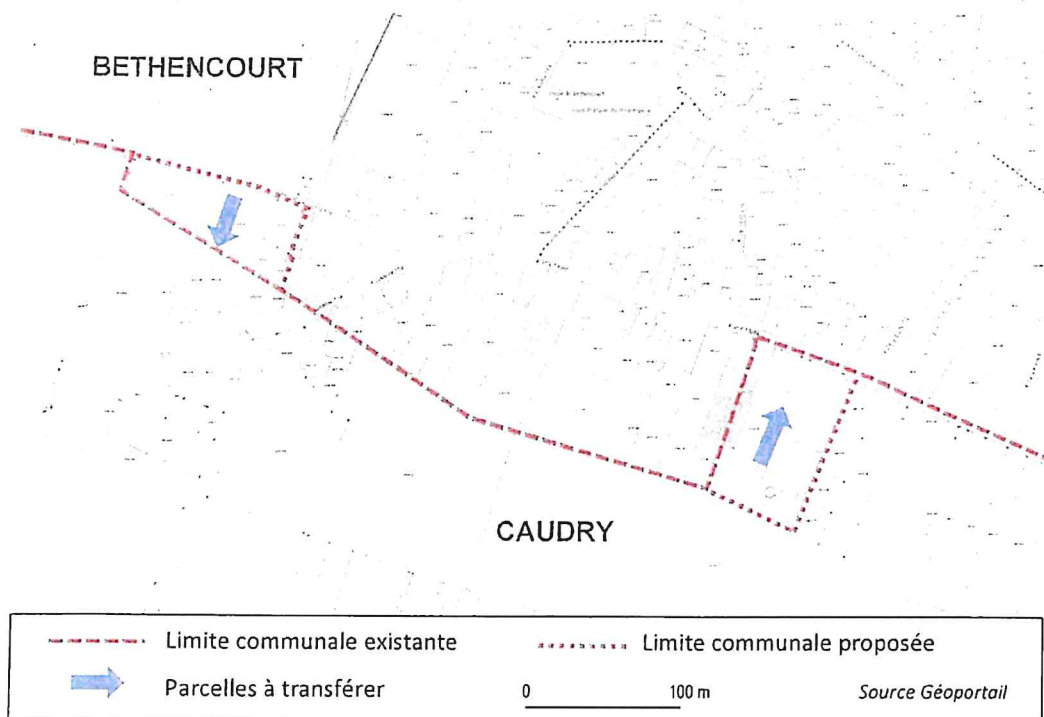 BETHENCOURT
CAUDRY
Limite communale existante
Limite communale proposée
Parcelles à transférer
0 100 m
Source Géoportail